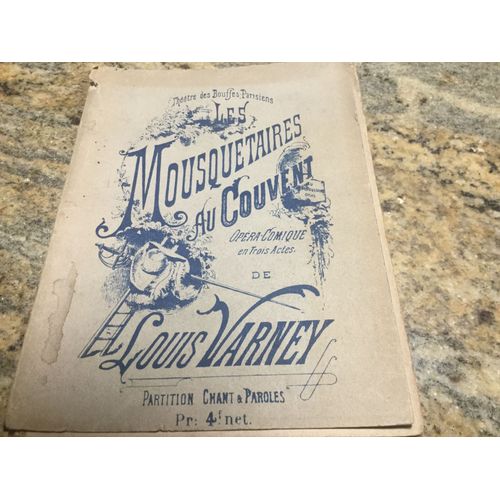 Théâtre des Bouffes-Parisiens
LES
MOUSQUETAIRES
AU COUVENT
OPÉRA-COMIQUE
en Trois Actes.
DE
LOUIS VARNEY
PARTITION CHANT & PAROLES
Pr: 4f net.